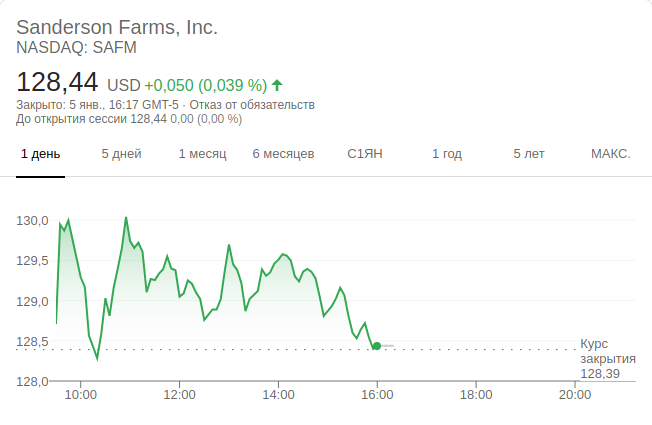 Sanderson Farms, Inc.
NASDAQ: SAFM
128,44 USD +0,050 (0,039 %)
Закрыто: 5 янв., 16:17 GMT-5 · Отказ от обязательств
До открытия сессии 128,44 0,00 (0,00 %)
1 день 5 дней 1 месяц 6 месяцев С1ЯН 1 год 5 лет МАКС.
130,0
129,5
129,0
128,5
Курс
закрытия
128,39
128,0
10:00 12:00 14:00 16:00 18:00 20:00